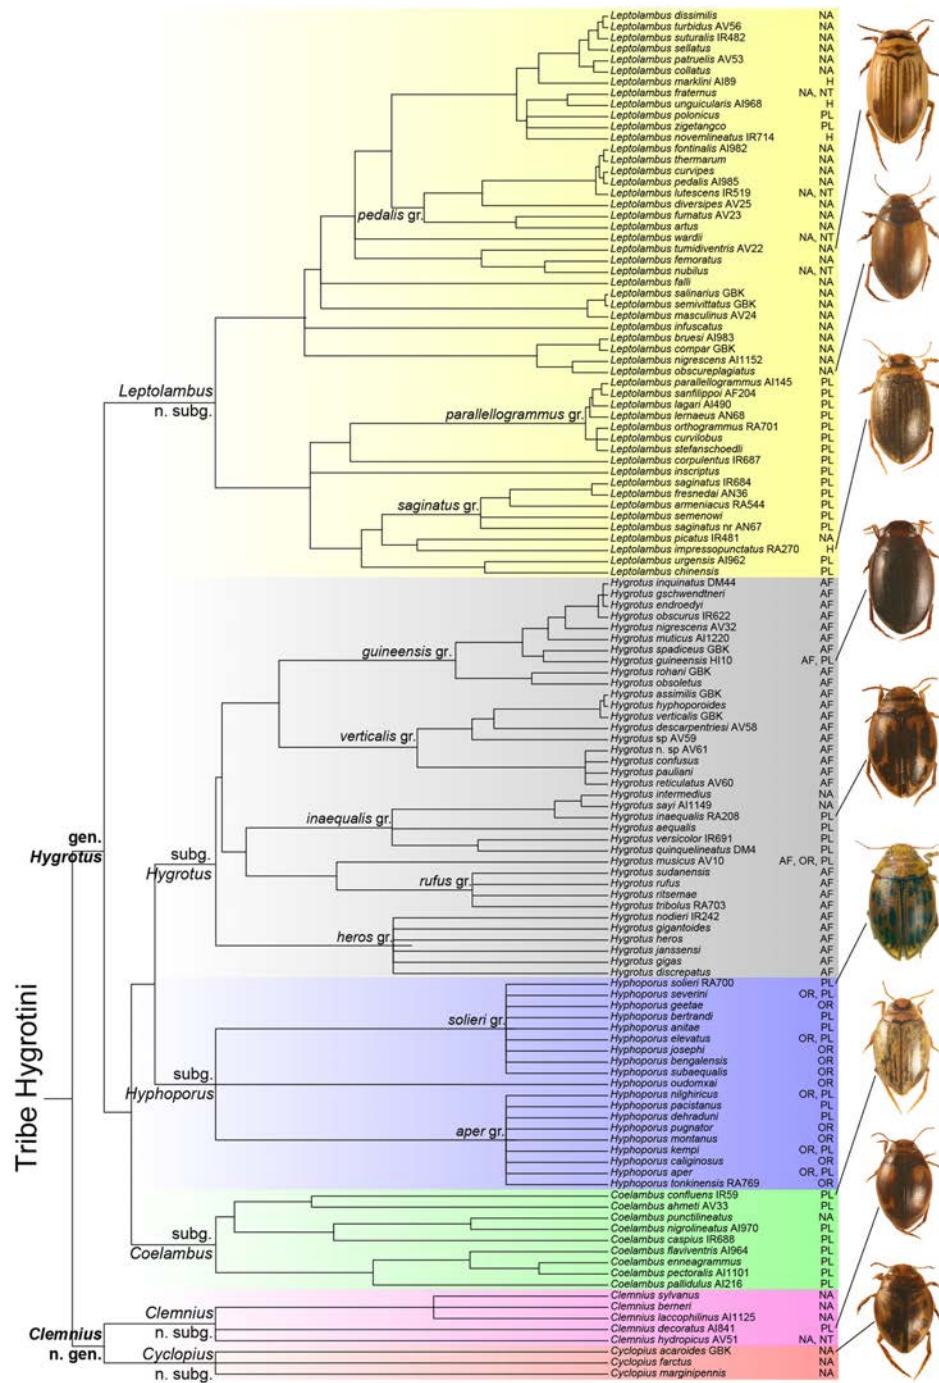 Leptolambus dissimilis NA
Leptolambus turbidus AV56 NA
Leptolambus suturalis IR482 NA
Leptolambus sellatus NA
Leptolambus patruelis AV53 NA
Leptolambus collatus NA
Leptolambus marklini AI89 H
Leptolambus fraternus NA, NT
Leptolambus unguicularis AI968 H
Leptolambus polonicus PL
Leptolambus zigetangco PL
Leptolambus novemlineatus IR714 H
Leptolambus fontinalis AI982 NA
Leptolambus thermarum NA
Leptolambus curvipes NA
Leptolambus pedalis AI985 NA
Leptolambus lutescens IR519 NA, NT
Leptolambus diversipes AV25 NA
pedalis gr.
Leptolambus fumatus AV23 NA
Leptolambus artus NA
Leptolambus wardii NA, NT
Leptolambus tumidiventris AV22 NA
Leptolambus femoratus NA
Leptolambus nubilus NA, NT
Leptolambus falli NA
Leptolambus salinarius GBK NA
Leptolambus semivittatus GBK NA
Leptolambus masculinus AV24 NA
Leptolambus infuscatus NA
Leptolambus bruesi AI983 NA
Leptolambus compar GBK NA
Leptolambus nigrescens AI1152 NA
Leptolambus obscureplagiatus NA
Leptolambus
n. subg.
Leptolambus parallellogrammus AI145 PL
Leptolambus sanfilippoi AF204 PL
Leptolambus lagari AI490 PL
parallellogrammus gr.
Leptolambus lernaeus AN68 PL
Leptolambus orthogrammus RA701 PL
Leptolambus curvilobus PL
Leptolambus stefanschoedli PL
Leptolambus corpulentus IR687 PL
Leptolambus inscriptus PL
Leptolambus saginatus IR684 PL
Leptolambus fresnedai AN36 PL
saginatus gr.
Leptolambus armeniacus RA544 PL
Leptolambus semenowi PL
Leptolambus saginatus nr AN67 PL
Leptolambus picatus IR481 NA
Leptolambus impressopunctatus RA270 H
Leptolambus urgensis AI962 PL
Leptolambus chinensis PL
Hygrotus inquinatus DM44 AF
Hygrotus gschwendtneri AF
Hygrotus endroedyi AF
Hygrotus obscurus IR622 AF
Hygrotus nigrescens AV32 AF
Hygrotus muticus AI1220 AF
guineensis gr.
Hygrotus spadiceus GBK AF
Hygrotus guineensis HI10 AF, PL
Hygrotus rohani GBK AF
Hygrotus obsoletus AF
Hygrotus assimilis GBK AF
Hygrotus hyphoporoides AF
Hygrotus verticalis GBK AF
Hygrotus descarpentriesi AV58 AF
verticalis gr.
Hygrotus sp AV59 AF
Hygrotus n. sp AV61 AF
Hygrotus confusus AF
Hygrotus pauliani AF
Hygrotus reticulatus AV60 AF
Hygrotus intermedius NA
Hygrotus sayi AI1149 NA
inaequalis gr.
Hygrotus inaequalis RA208 PL
Hygrotus aequalis PL
Hygrotus versicolor IR691 PL
Hygrotus quinquelineatus DM4 PL
Hygrotus musicus AV10 AF, OR, PL
gen.
Hygrotus
subg.
Hygrotus
Hygrotus sudanensis AF
rufus gr.
Hygrotus rufus AF
Hygrotus ritsemae AF
Hygrotus tribolus RA703 AF
Hygrotus nodieri IR242 AF
Hygrotus gigantoides AF
heros gr.
Hygrotus heros AF
Hygrotus janssensi AF
Hygrotus gigas AF
Hygrotus discrepatus AF
Hyphoporus solieri RA700 PL
Hyphoporus severini OR, PL
Hyphoporus geetae OR
solieri gr.
Hyphoporus bertrandi PL
Hyphoporus anitae PL
Hyphoporus elevatus OR, PL
Hyphoporus josephi OR
Hyphoporus bengalensis OR
Hyphoporus subaequalis OR
subg.
Hyphoporus
Hyphoporus oudomxai OR
Hyphoporus nilghiricus OR, PL
Hyphoporus pacistanus PL
Hyphoporus dehraduni PL
aper gr.
Hyphoporus pugnator OR
Hyphoporus montanus OR
Hyphoporus kempi OR, PL
Hyphoporus caliginosus OR
Hyphoporus aper OR, PL
Hyphoporus tonkinensis RA769 OR
Tribe Hygrotini
Coelambus confluens IR59 PL
Coelambus ahmeti AV33 PL
Coelambus punctilineatus NA
Coelambus nigrolineatus AI970 PL
subg.
Coelambus
Coelambus caspius IR688 PL
Coelambus flaviventris AI964 PL
Coelambus enneagrammus PL
Coelambus pectoralis AI1101 PL
Coelambus pallidulus AI216 PL
Clemnius sylvanus NA
Clemnius berneri NA
Clemnius
n. subg.
Clemnius laccophilinus AI1125 NA
Clemnius decoratus AI841 PL
Clemnius hydropicus AV51 NA, NT
Clemnius
n. gen.
Cyclopius
n. subg.
Cyclopius acaroides GBK NA
Cyclopius farctus NA
Cyclopius marginipennis NA